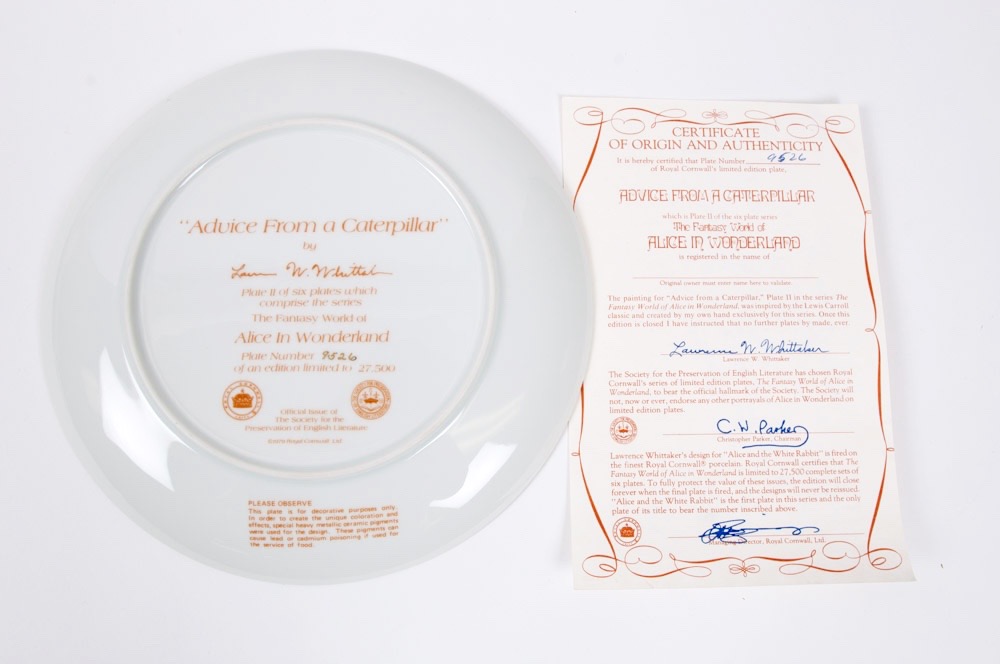 "Advice From a Caterpillar"
by
Plate II of six plates which
comprise the series
The Fantasy World of
Alice In Wonderland
Plate Number 9526
of an edition limited to 27,500
Official Issue of
The Society for the
Preservation of English Literature
©1979 Royal Cornwall Ltd.
PLEASE OBSERVE
This plate is for decorative purposes only.
In order to create the unique coloration and
effects, special heavy metallic ceramic pigments
were used for the design. These pigments can
cause lead or cadmium poisoning if used for
the service of food.
CERTIFICATE
OF ORIGIN AND AUTHENTICITY
It is hereby certified that Plate Number 9526
of Royal Cornwall's limited edition plate,
ADVICE FROM A CATERPILLAR
which is Plate II of the six plate series
The Fantasy World of
ALICE IN WONDERLAND
is registered in the name of
Original owner must enter name here to validate.
The painting for "Advice from a Caterpillar," Plate II in the series The
Fantasy World of Alice in Wonderland, was inspired by the Lewis Carroll
classic and created by my own hand exclusively for this series. Once this
edition is closed I have instructed that no further plates by made, ever.
Lawrence W. Whittaker
Lawrence W. Whittaker
The Society for the Preservation of English Literature has chosen Royal
Cornwall's series of limited edition plates, The Fantasy World of Alice in
Wonderland, to bear the official hallmark of the Society. The Society will
not, now or ever, endorse any other portrayals of Alice in Wonderland on
limited edition plates.
C. W. Parker
Christopher Parker, Chairman
Lawrence Whittaker's design for "Alice and the White Rabbit" is fired on
the finest Royal Cornwall® porcelain. Royal Cornwall certifies that The
Fantasy World of Alice in Wonderland is limited to 27,500 complete sets of
six plates. To fully protect the value of these issues, the edition will close
forever when the final plate is fired, and the designs will never be reissued.
"Alice and the White Rabbit" is the first plate in this series and the only
plate of its title to bear the number inscribed above.
Managing Director, Royal Cornwall, Ltd.